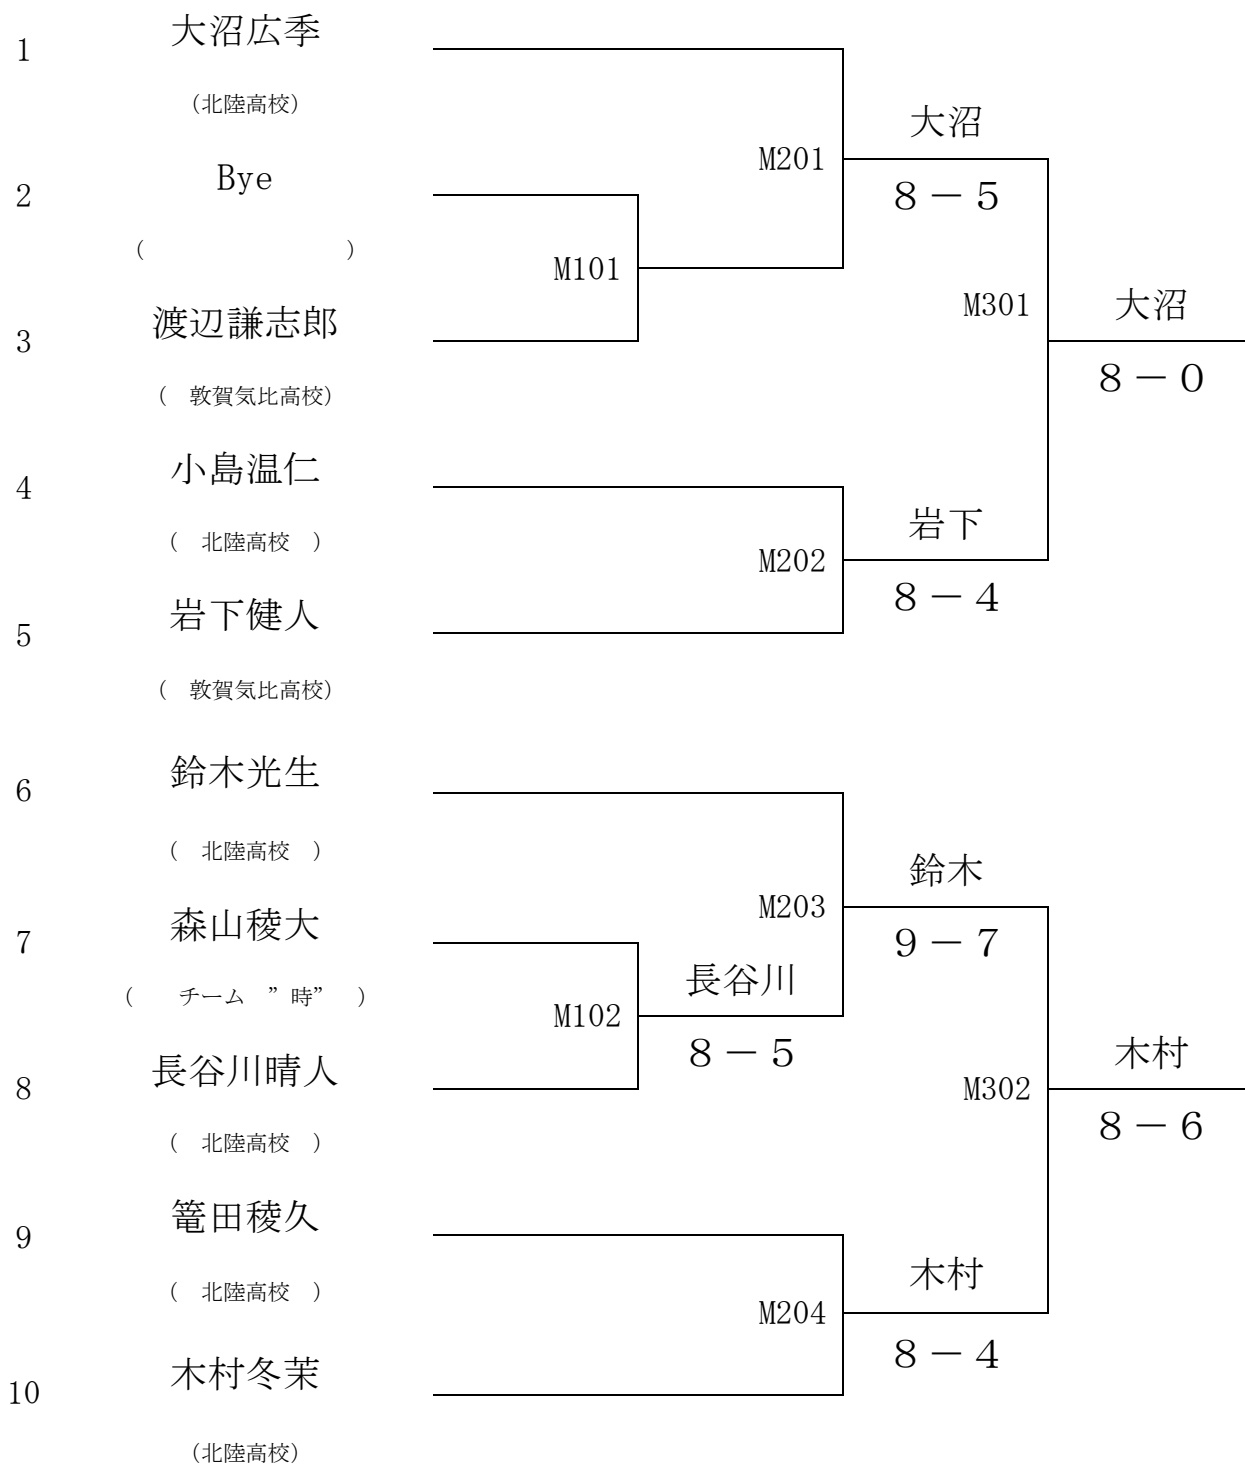 1
大沼広季
(北陸高校)
2
Bye
(　　　　　　　　　)
M101
3
渡辺謙志郎
(　敦賀気比高校)
M201
大沼
8－5
4
小島温仁
(　北陸高校　)
5
岩下健人
(　敦賀気比高校)
M202
岩下
8－4
M301
大沼
8－0
6
鈴木光生
(　北陸高校　)
7
森山稜大
(　　チーム　”時”　)
8
長谷川晴人
(　北陸高校　)
M102
長谷川
8－5
M203
鈴木
9－7
9
篭田稜久
(　北陸高校　)
10
木村冬茉
(北陸高校)
M204
木村
8－4
M302
木村
8－6